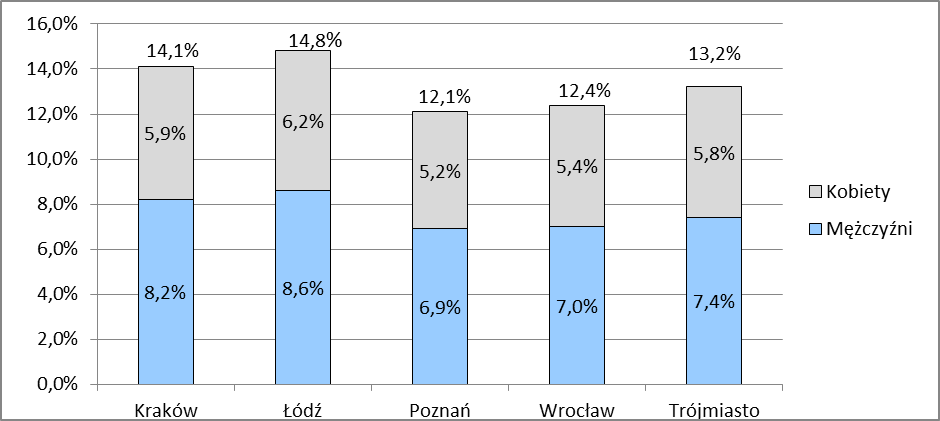 16,0%
14,0%
12,0%
10,0%
8,0%
6,0%
4,0%
2,0%
0,0%
14,1% 14,8% 12,1% 12,4% 13,2%
5,9% 6,2% 5,2% 5,4% 5,8%
8,2% 8,6% 6,9% 7,0% 7,4%
Kraków Łódź Poznań Wrocław Trójmiasto
Kobiety
Mężczyźni